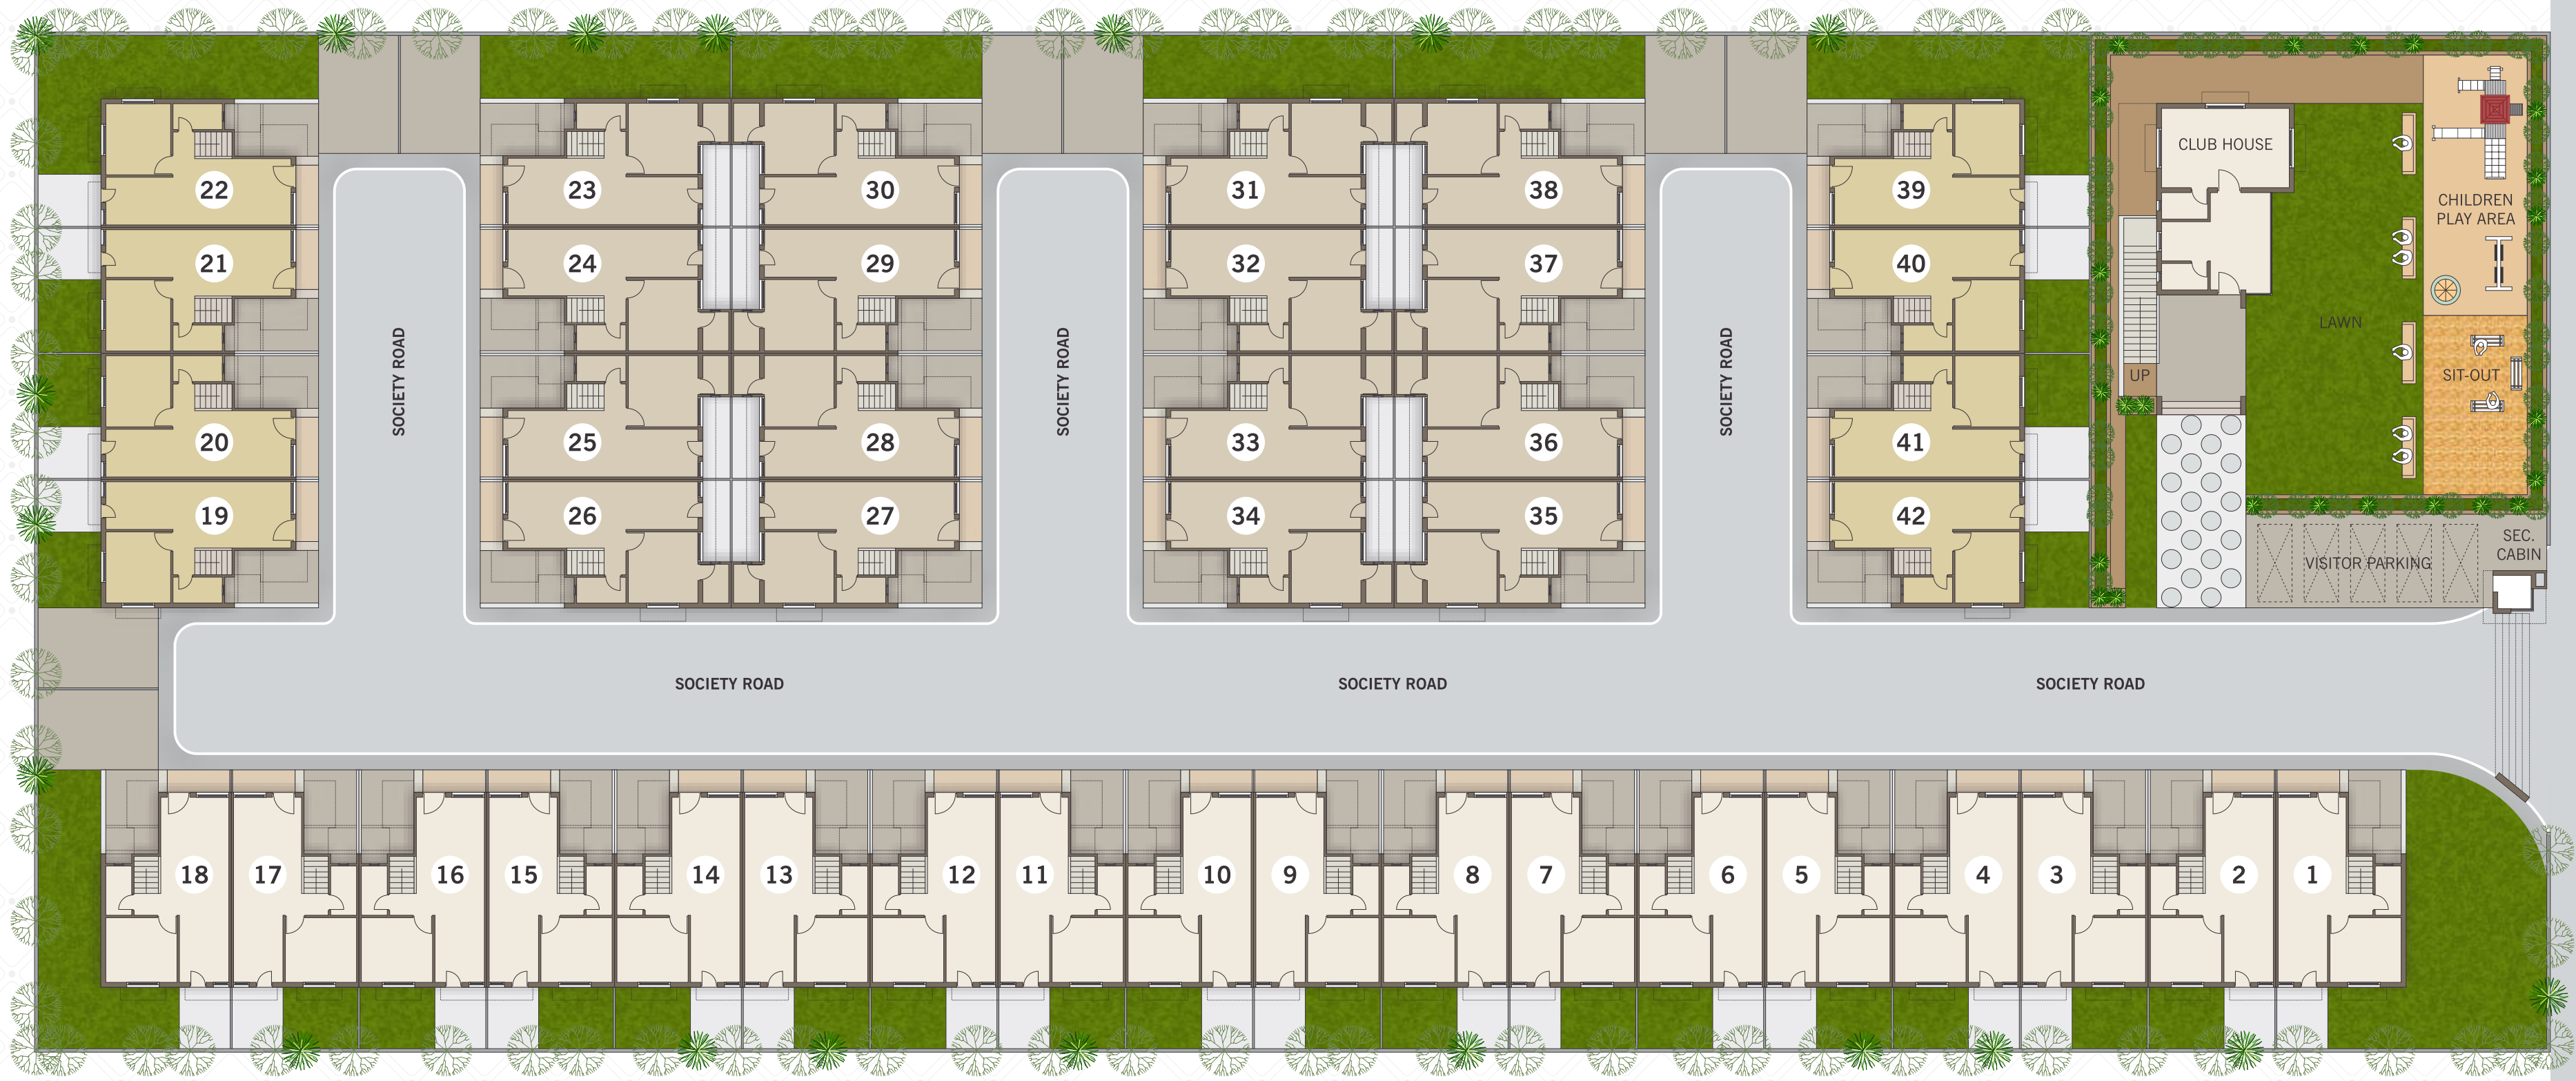 CLUB HOUSE
22
23
30
31
38
39
CHILDREN
PLAY AREA
21
24
29
32
37
40
LAWN
SOCIETY ROAD
SOCIETY ROAD
SOCIETY ROAD
UP
SIT-OUT
20
25
28
33
36
41
19
26
27
34
35
42
SEC.
CABIN
VISITOR PARKING
SOCIETY ROAD
SOCIETY ROAD
SOCIETY ROAD
18
17
16
15
14
13
12
11
10
9
8
7
6
5
4
3
2
1